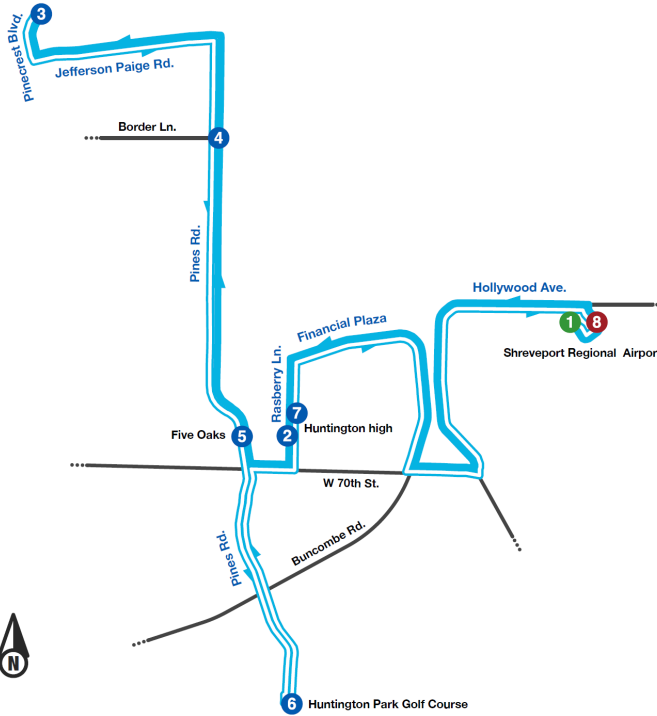 3
Pinecrest Blvd.
Jefferson Paige Rd.
Border Ln.
4
Pines Rd.
Hollywood Ave.
1
8
Shreveport Regional Airpor
Financial Plaza
Rasberry Ln.
7
Huntington high
Five Oaks
5
2
W 70th St.
Buncombe Rd.
Pines Rd.
N
6
Huntington Park Golf Course